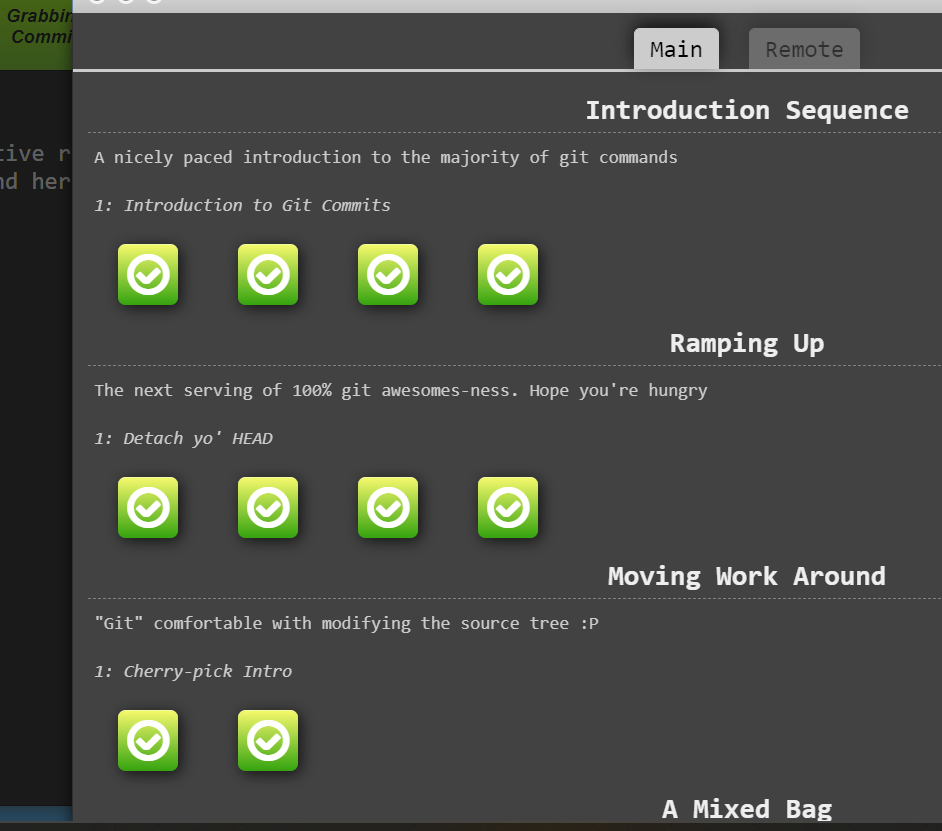 Grabbin
Commi
tive r
nd her
Main
Remote
Introduction Sequence
A nicely paced introduction to the majority of git commands
1: Introduction to Git Commits
Ramping Up
The next serving of 100% git awesomes-ness. Hope you're hungry
1: Detach yo' HEAD
Moving Work Around
"Git" comfortable with modifying the source tree :P
1: Cherry-pick Intro
A Mixed Bag